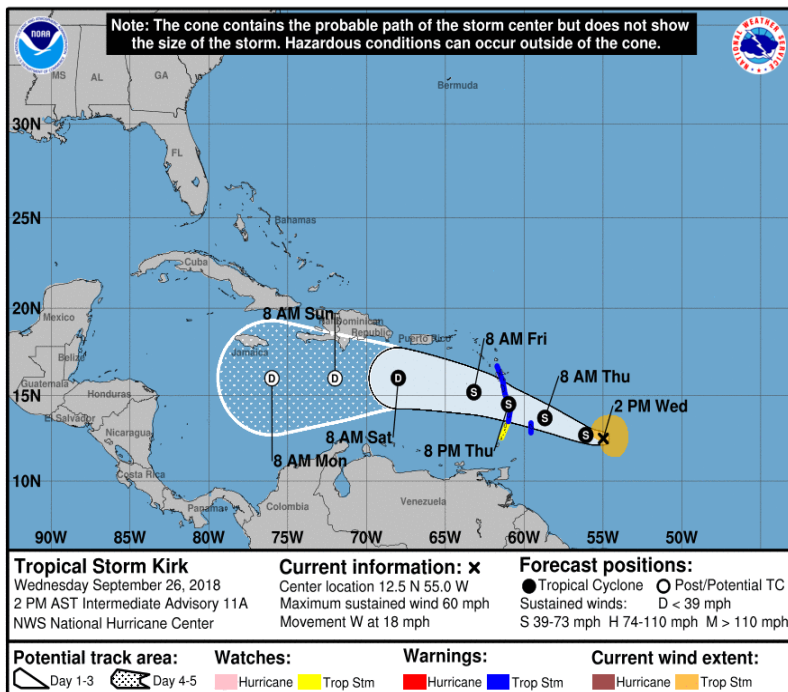 Note: The cone contains the probable path of the storm center but does not show
the size of the storm. Hazardous conditions can occur outside of the cone.
NOAA
NATIONAL WEATHER SERVICE
MS
AL
GA
Bermuda
30N
FL
25N
Bahamas
Cuba
20N
Mexico
8 AM Sun
Dominican
Republic
Puerto Rico
8 AM Fri
Jamaica
Belize
8 AM Thu
Guatemala
15N
Honduras
D
D
D
S
S
S
S
2 PM Wed
El Salvador
Nicaragua
8 AM Sat
8 PM Thu
8 AM Mon
10N
Costa Rica
Panama
Colombia
Venezuela
90W 85W 80W 75W 70W 65W 60W 55W 50W
Tropical Storm Kirk
Wednesday September 26, 2018
2 PM AST Intermediate Advisory 11A
NWS National Hurricane Center
Current information: x
Center location 12.5 N 55.0 W
Maximum sustained wind 60 mph
Movement W at 18 mph
Forecast positions:
Tropical Cyclone Post/Potential TC
Sustained winds: D < 39 mph
S 39-73 mph H 74-110 mph M > 110 mph
Potential track area:
Day 1-3 Day 4-5
Watches:
Hurricane Trop Stm
Warnings:
Hurricane Trop Stm
Current wind extent:
Hurricane Trop Stm